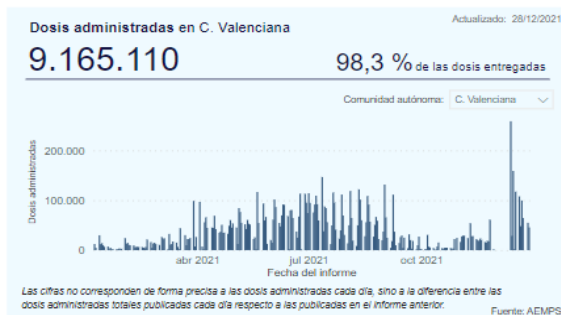 Actualizado: 28/12/2021
Dosis administradas en C. Valenciana
9.165.110
98,3 % de las dosis entregadas
Comunidad autónoma: C. Valenciana
Dosis administradas
200.000
100.000
0
abr 2021
jul 2021
oct 2021
Fecha del informe
Las cifras no corresponden de forma precisa a las dosis administradas cada día, sino a la diferencia entre las
dosis administradas totales publicadas cada día respecto a las publicadas en el informe anterior.
Fuente: AEMPS